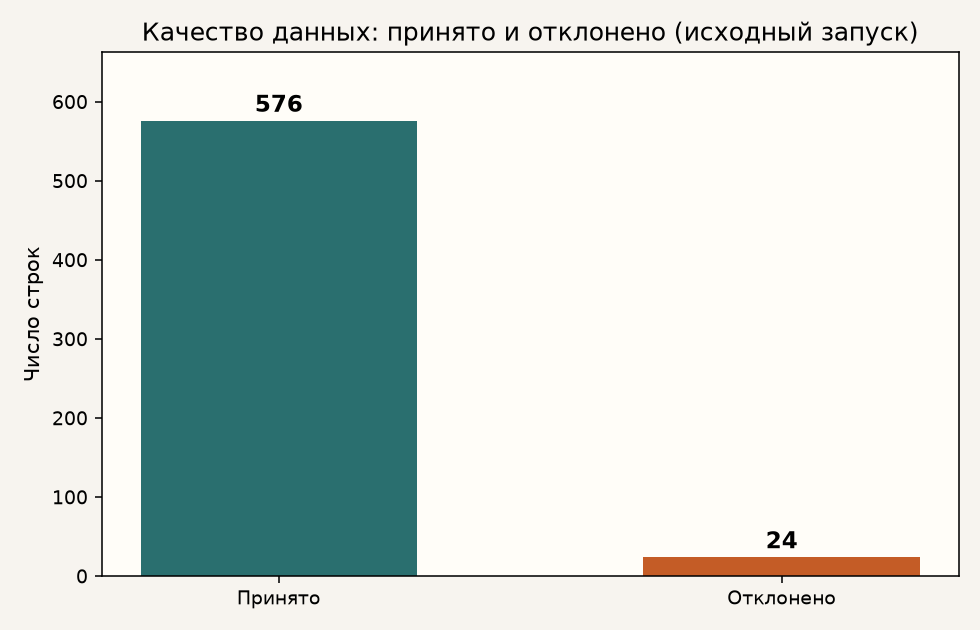 Качество данных: принято и отклонено (исходный запуск)
Число строк
600
500
400
300
200
100
0
576
24
Принято
Отклонено